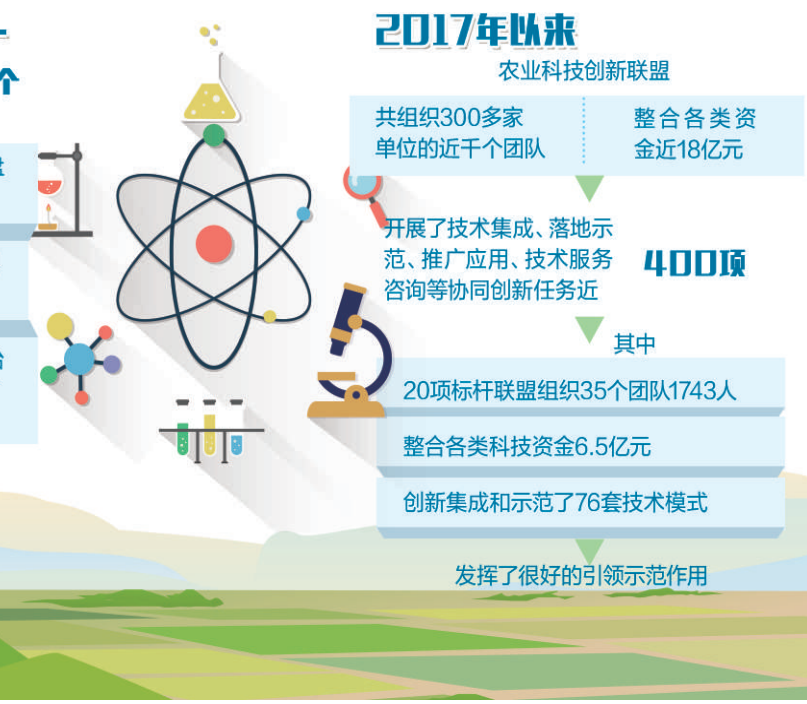 个
2017年以来
农业科技创新联盟
共组织300多家
单位的近千个团队
整合各类资
金近18亿元
开展了技术集成、落地示
范、推广应用、技术服务
咨询等协同创新任务近
400项
其中
20项标杆联盟组织35个团队1743人
整合各类科技资金6.5亿元
创新集成和示范了76套技术模式
发挥了很好的引领示范作用